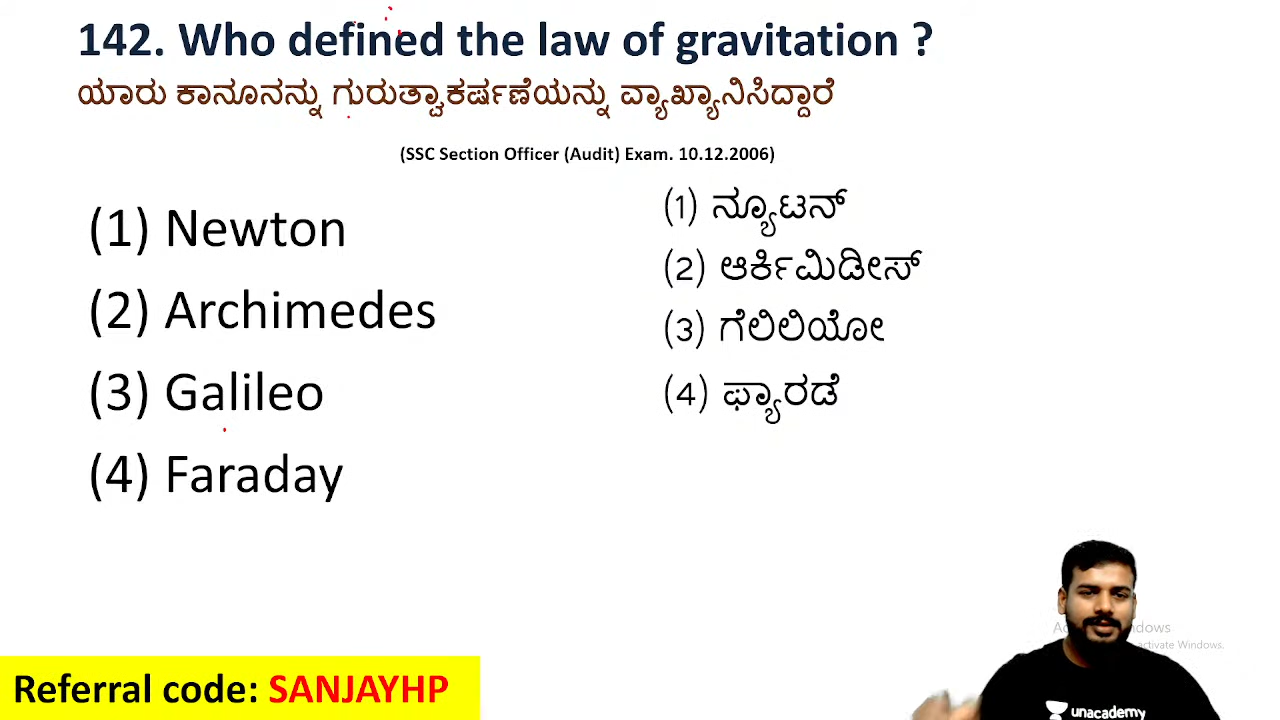 142. Who defined the law of gravitation ?
ಯಾರು ಕಾನೂನನ್ನು ಗುರುತ್ವಾಕರ್ಷಣೆಯನ್ನು ವ್ಯಾಖ್ಯಾನಿಸಿದ್ದಾರೆ
(SSC Section Officer (Audit) Exam. 10.12.2006)
(1) Newton
(2) Archimedes
(3) Galileo
(4) Faraday
(1) ನ್ಯೂಟನ್
(2) ಆರ್ಕಿಮಿಡೀಸ್
(3) ಗೆಲಿಲಿಯೋ
(4) ಫ್ಯಾರಡೆ
Windows.
unacademy
Referral code: SANJAYHP